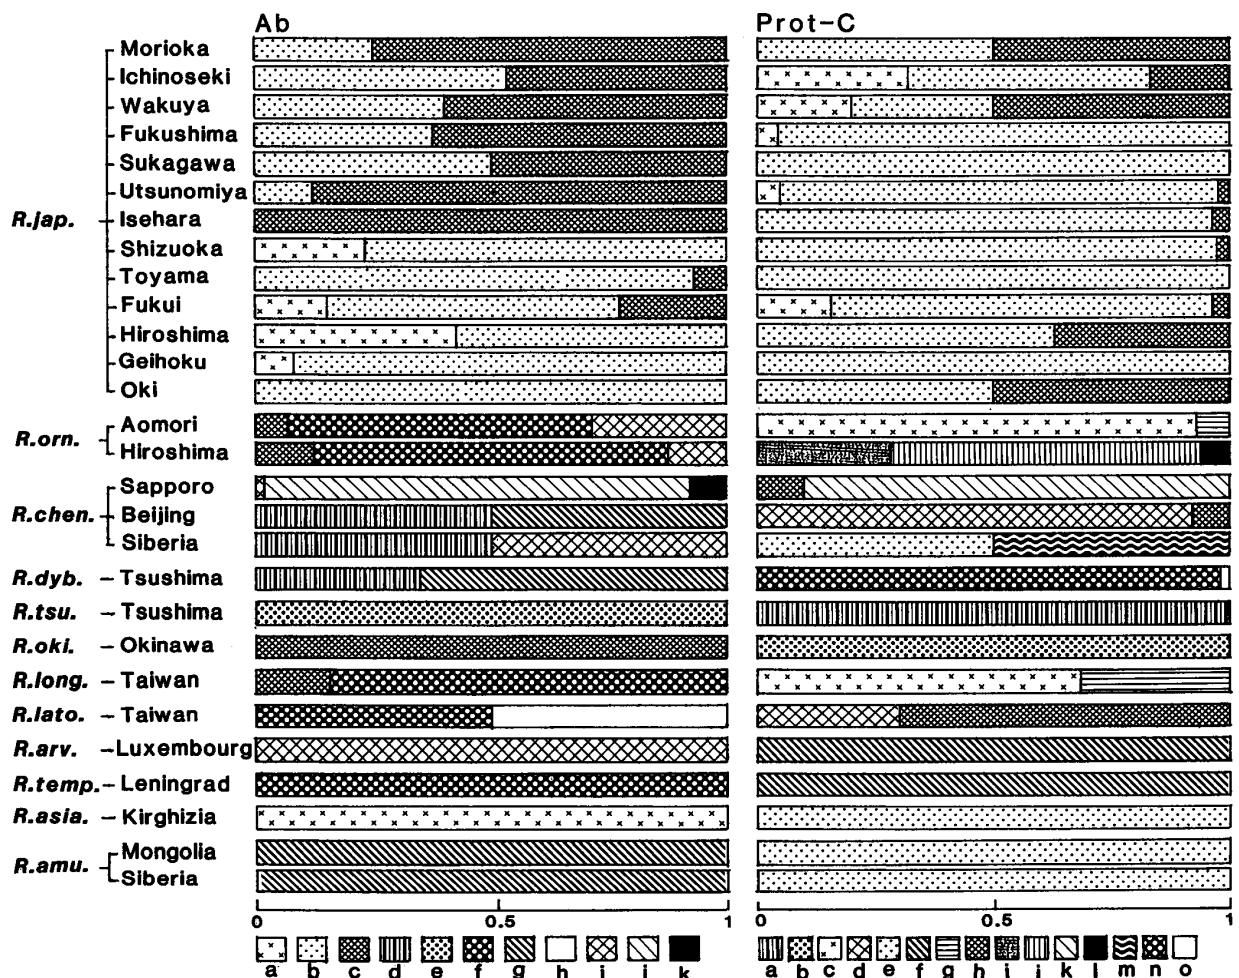 Ab Prot-C
Morioka
Ichinoseki
Wakuya
Fukushima
Sukagawa
Utsunomiya
R.jap. Isehara
Shizuoka
Toyama
Fukui
Hiroshima
Geihoku
Oki
R.orn. Aomori
Hiroshima
Sapporo
R.chen. Beijing
Siberia
R.dyb. – Tsushima
R.tsu. – Tsushima
R.oki. – Okinawa
R.long. – Taiwan
R.lato. – Taiwan
R.arv. – Luxembourg
R.temp. – Leningrad
R.asia. – Kirghizia
R.amu. Mongolia
Siberia
0 0.5 1 0 0.5 1
a b c d e f g h i j k a b c d e f g h i j k l m n o